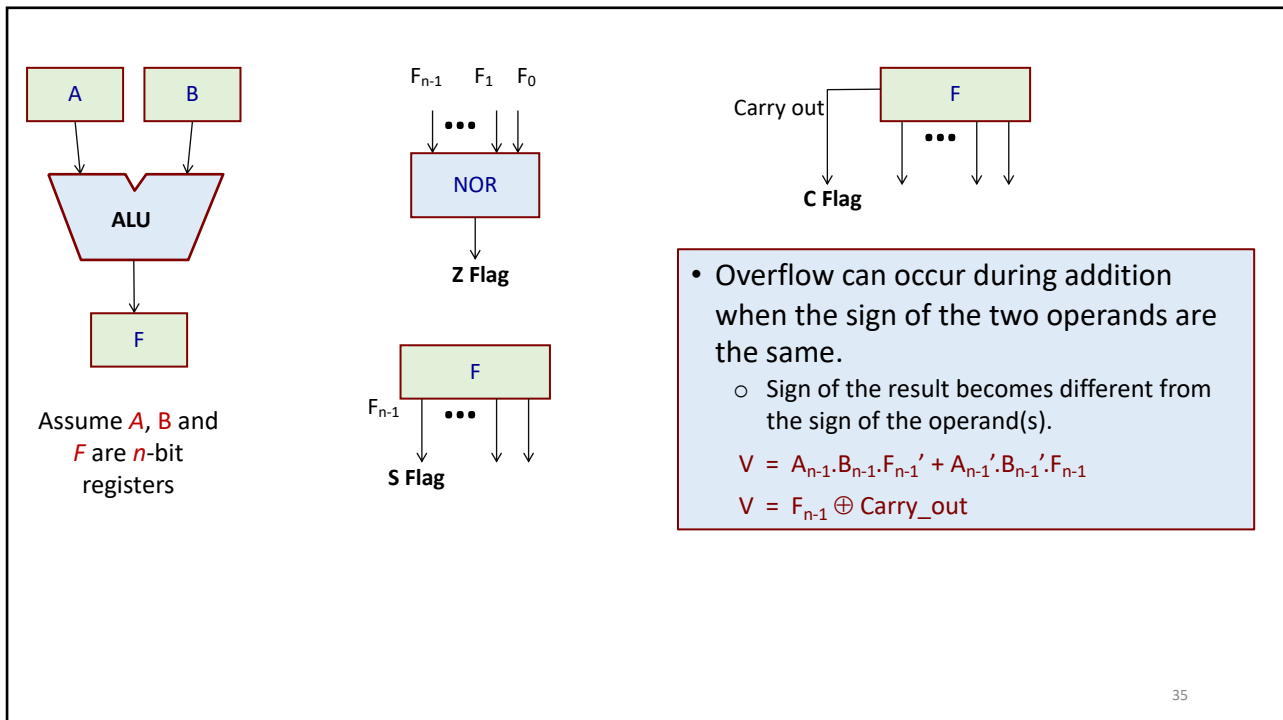 A
B
ALU
F
Assume A, B and
F are n-bit
registers
Fn-1 F1 F0
•••
NOR
Z Flag
F
Fn-1
•••
S Flag
F
Carry out
•••
C Flag
• Overflow can occur during addition
when the sign of the two operands are
the same.
o Sign of the result becomes different from
the sign of the operand(s).
V = An-1.Bn-1.Fn-1′ + An-1′.Bn-1′.Fn-1
V = Fn-1 ⊕ Carry_out
35